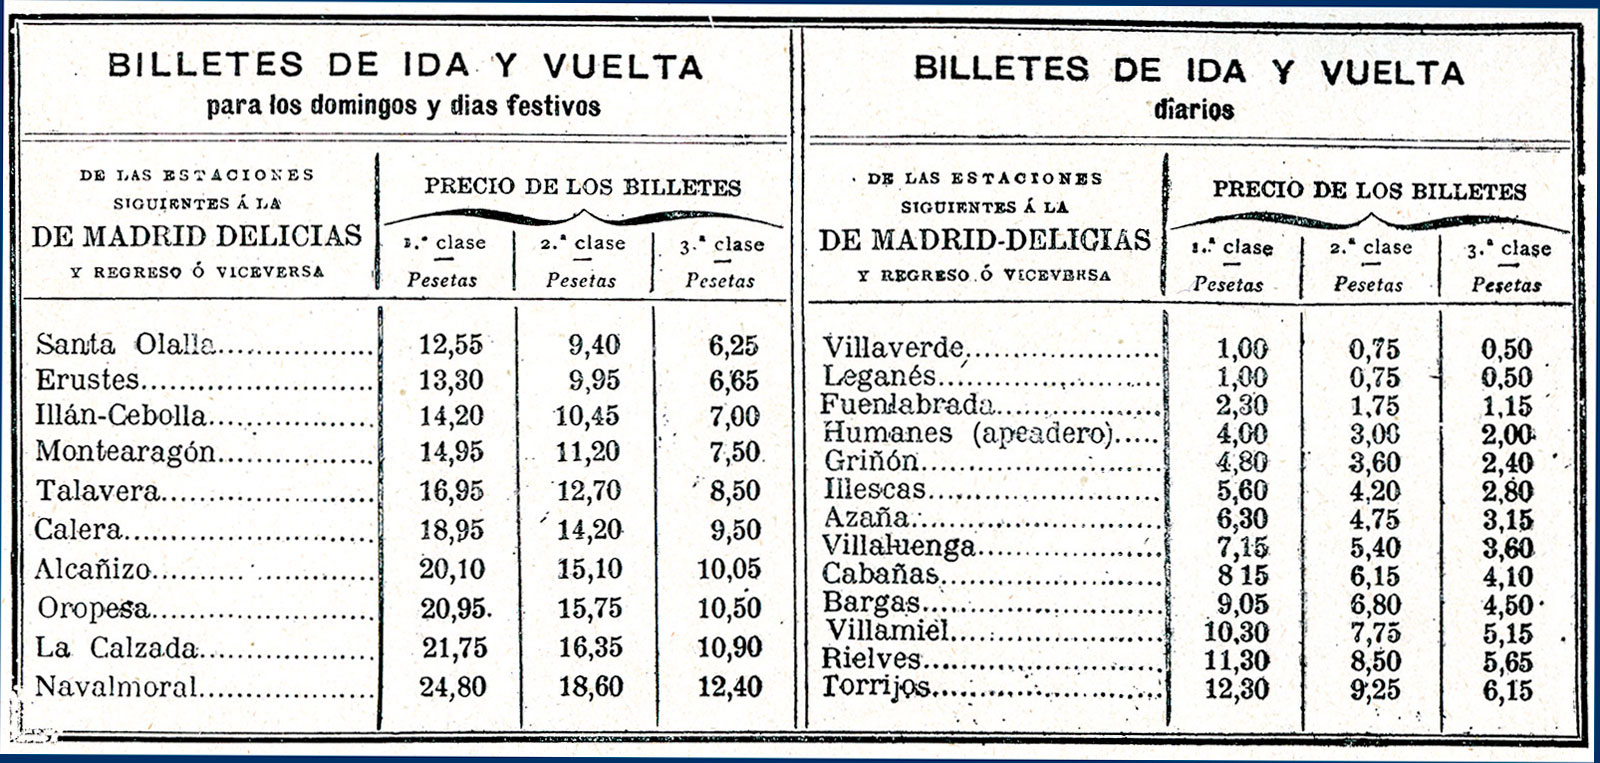 BILLETES DE IDA Y VUELTA
para los domingos y dias festivos
DE LAS ESTACIONES
SIGUIENTES Á LA
DE MADRID DELICIAS
Y REGRESO Ó VICEVERSA
PRECIO DE LOS BILLETES
1.ª clase 2.ª clase 3.ª clase
Pesetas Pesetas Pesetas
Santa Olalla 12,55 9,40 6,25
Erustes 13,30 9,95 6,65
Illán-Cebolla 14,20 10,45 7,00
Montearagón 14,95 11,20 7,50
Talavera 16,95 12,70 8,50
Calera 18,95 14,20 9,50
Alcañizo 20,10 15,10 10,05
Oropesa 20,95 15,75 10,50
La Calzada 21,75 16,35 10,90
Navalmoral 24,80 18,60 12,40
BILLETES DE IDA Y VUELTA
diarios
DE LAS ESTACIONES
SIGUIENTES Á LA
DE MADRID-DELICIAS
Y REGRESO Ó VICEVERSA
PRECIO DE LOS BILLETES
1.ª clase 2.ª clase 3.ª clase
Pesetas Pesetas Pesetas
Villaverde 1,00 0,75 0,50
Leganés 1,00 0,75 0,50
Fuenlabrada 2,30 1,75 1,15
Humanes (apeadero) 4,00 3,00 2,00
Griñón 4,80 3,60 2,40
Illescas 5,60 4,20 2,80
Azaña 6,30 4,75 3,15
Villaluenga 7,15 5,40 3,60
Cabañas 8 15 6,15 4,10
Bargas 9,05 6,80 4,50
Villamiel 10,30 7,75 5,15
Rielves 11,30 8,50 5,65
Torrijos 12,30 9,25 6,15